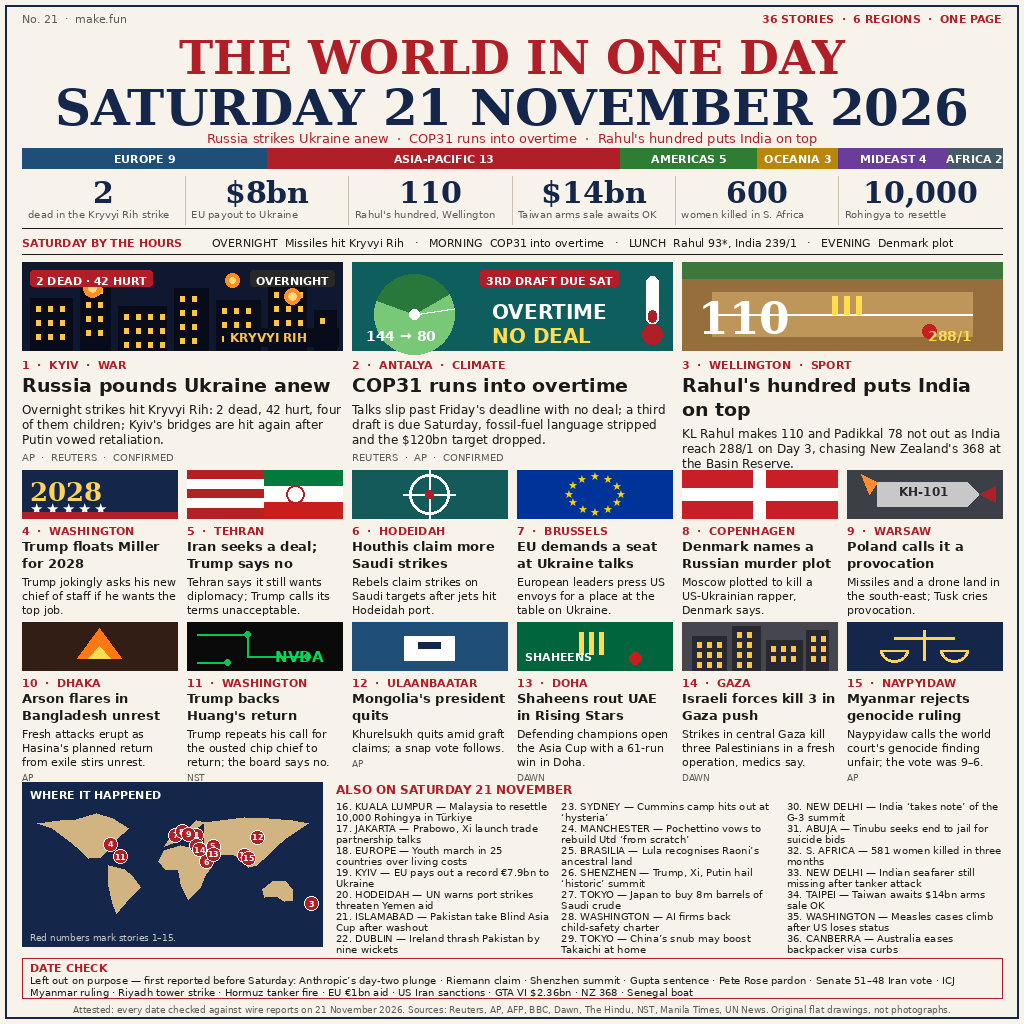 No. 21 · make.fun
36 STORIES · 6 REGIONS · ONE PAGE
THE WORLD IN ONE DAY
SATURDAY 21 NOVEMBER 2026
Russia strikes Ukraine anew · COP31 runs into overtime · Rahul's hundred puts India on top
EUROPE 9
ASIA-PACIFIC 13
AMERICAS 5
OCEANIA 3
MIDEAST 4
AFRICA 2
2
dead in the Kryvyi Rih strike
$8bn
EU payout to Ukraine
110
Rahul's hundred, Wellington
$14bn
Taiwan arms sale awaits OK
600
women killed in S. Africa
10,000
Rohingya to resettle
SATURDAY BY THE HOURS
OVERNIGHT Missiles hit Kryvyi Rih · MORNING COP31 into overtime · LUNCH Rahul 93*, India 239/1 · EVENING Denmark plot
2 DEAD · 42 HURT
OVERNIGHT
KRYVYI RIH
1 · KYIV · WAR
Russia pounds Ukraine anew
Overnight strikes hit Kryvyi Rih: 2 dead, 42 hurt, four
of them children; Kyiv's bridges are hit again after
Putin vowed retaliation.
AP · REUTERS · CONFIRMED
3RD DRAFT DUE SAT
OVERTIME
NO DEAL
144 → 80
2 · ANTALYA · CLIMATE
COP31 runs into overtime
Talks slip past Friday's deadline with no deal; a third
draft is due Saturday, fossil-fuel language stripped
and the $120bn target dropped.
REUTERS · AP · CONFIRMED
110
288/1
3 · WELLINGTON · SPORT
Rahul's hundred puts India
on top
KL Rahul makes 110 and Padikkal 78 not out as India
reach 288/1 on Day 3, chasing New Zealand's 368 at
the Basin Reserve.
2028
4 · WASHINGTON
Trump floats Miller
for 2028
Trump jokingly asks his new
chief of staff if he wants the
top job.
5 · TEHRAN
Iran seeks a deal;
Trump says no
Tehran says it still wants
diplomacy; Trump calls its
terms unacceptable.
6 · HODEIDAH
Houthis claim more
Saudi strikes
Rebels claim strikes on
Saudi targets after jets hit
Hodeidah port.
7 · BRUSSELS
EU demands a seat
at Ukraine talks
European leaders press US
envoys for a place at the
table on Ukraine.
8 · COPENHAGEN
Denmark names a
Russian murder plot
Moscow plotted to kill a
US-Ukrainian rapper,
Denmark says.
KH-101
9 · WARSAW
Poland calls it a
provocation
Missiles and a drone land in
the south-east; Tusk cries
provocation.
10 · DHAKA
Arson flares in
Bangladesh unrest
Fresh attacks erupt as
Hasina's planned return
from exile stirs unrest.
AP
NVDA
11 · WASHINGTON
Trump backs
Huang's return
Trump repeats his call for
the ousted chip chief to
return; the board says no.
NST
12 · ULAANBAATAR
Mongolia's president
quits
Khurelsukh quits amid graft
claims; a snap vote follows.
AP
SHAHEENS
13 · DOHA
Shaheens rout UAE
in Rising Stars
Defending champions open
the Asia Cup with a 61-run
win in Doha.
DAWN
14 · GAZA
Israeli forces kill 3 in
Gaza push
Strikes in central Gaza kill
three Palestinians in a fresh
operation, medics say.
DAWN
15 · NAYPYIDAW
Myanmar rejects
genocide ruling
Naypyidaw calls the world
court's genocide finding
unfair; the vote was 9–6.
AP
WHERE IT HAPPENED
4
11
9
12
14
5
13
6
15
3
Red numbers mark stories 1–15.
ALSO ON SATURDAY 21 NOVEMBER
16. KUALA LUMPUR — Malaysia to resettle
10,000 Rohingya in Türkiye
17. JAKARTA — Prabowo, Xi launch trade
partnership talks
18. EUROPE — Youth march in 25
countries over living costs
19. KYIV — EU pays out a record €7.9bn to
Ukraine
20. HODEIDAH — UN warns port strikes
threaten Yemen aid
21. ISLAMABAD — Pakistan take Blind Asia
Cup after washout
22. DUBLIN — Ireland thrash Pakistan by
nine wickets
23. SYDNEY — Cummins camp hits out at
‘hysteria’
24. MANCHESTER — Pochettino vows to
rebuild Utd ‘from scratch’
25. BRASILIA — Lula recognises Raoni’s
ancestral land
26. SHENZHEN — Trump, Xi, Putin hail
‘historic’ summit
27. TOKYO — Japan to buy 8m barrels of
Saudi crude
28. WASHINGTON — AI firms back
child-safety charter
29. TOKYO — China’s snub may boost
Takaichi at home
30. NEW DELHI — India ‘takes note’ of the
G-3 summit
31. ABUJA — Tinubu seeks end to jail for
suicide bids
32. S. AFRICA — 581 women killed in three
months
33. NEW DELHI — Indian seafarer still
missing after tanker attack
34. TAIPEI — Taiwan awaits $14bn arms
sale OK
35. WASHINGTON — Measles cases climb
after US loses status
36. CANBERRA — Australia eases
backpacker visa curbs
DATE CHECK
Left out on purpose — first reported before Saturday: Anthropic’s day-two plunge · Riemann claim · Shenzhen summit · Gupta sentence · Pete Rose pardon · Senate 51–48 Iran vote · ICJ
Myanmar ruling · Riyadh tower strike · Hormuz tanker fire · EU €1bn aid · US Iran sanctions · GTA VI $2.36bn · NZ 368 · Senegal boat
Attested: every date checked against wire reports on 21 November 2026. Sources: Reuters, AP, AFP, BBC, Dawn, The Hindu, NST, Manila Times, UN News. Original flat drawings, not photographs.